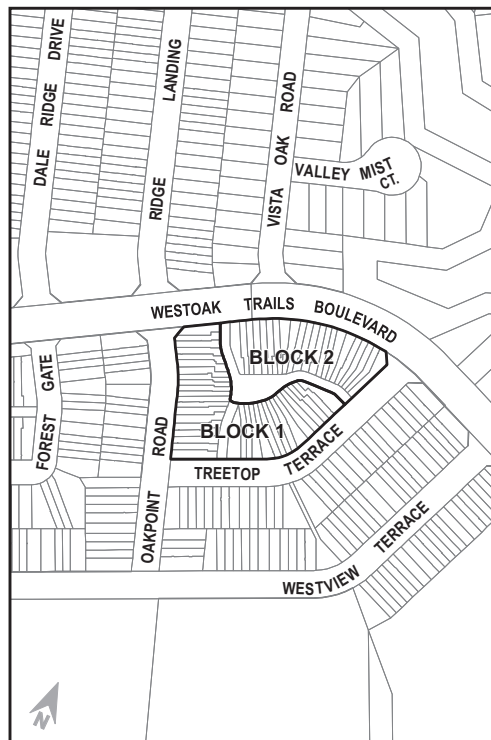 DALE RIDGE DRIVE
RIDGE LANDING
VISTA OAK ROAD
VALLEY MIST
CT.
WESTOAK TRAILS BOULEVARD
FOREST GATE
OAKPOINT ROAD
BLOCK 2
BLOCK 1
TREETOP TERRACE
WESTVIEW TERRACE
N